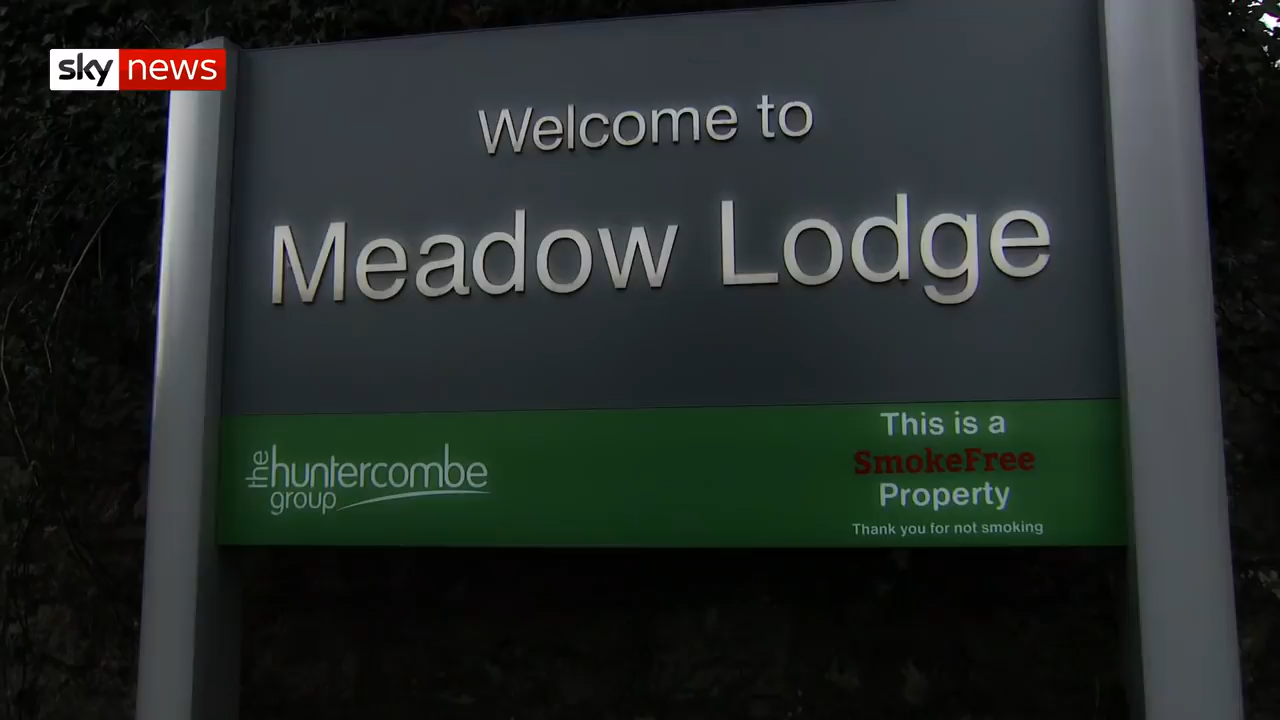 sky news
Welcome to
Meadow Lodge
the huntercombe group
This is a
SmokeFree
Property
Thank you for not smoking